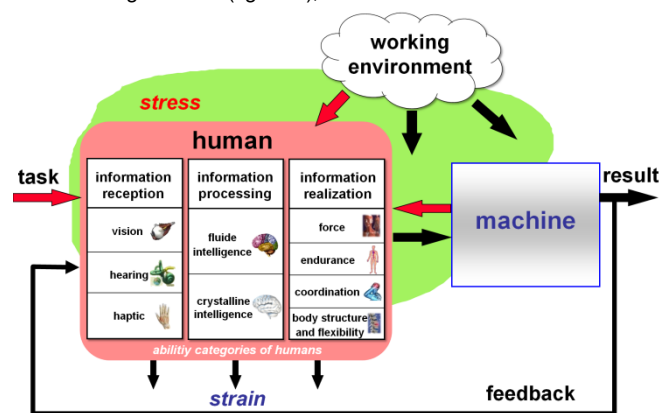 working
environment
stress
human
task
result
information
reception
information
processing
information
realization
vision
hearing
haptic
fluide
intelligence
crystalline
intelligence
force
endurance
coordination
body structure
and flexibility
machine
abilitiy categories of humans
strain
feedback